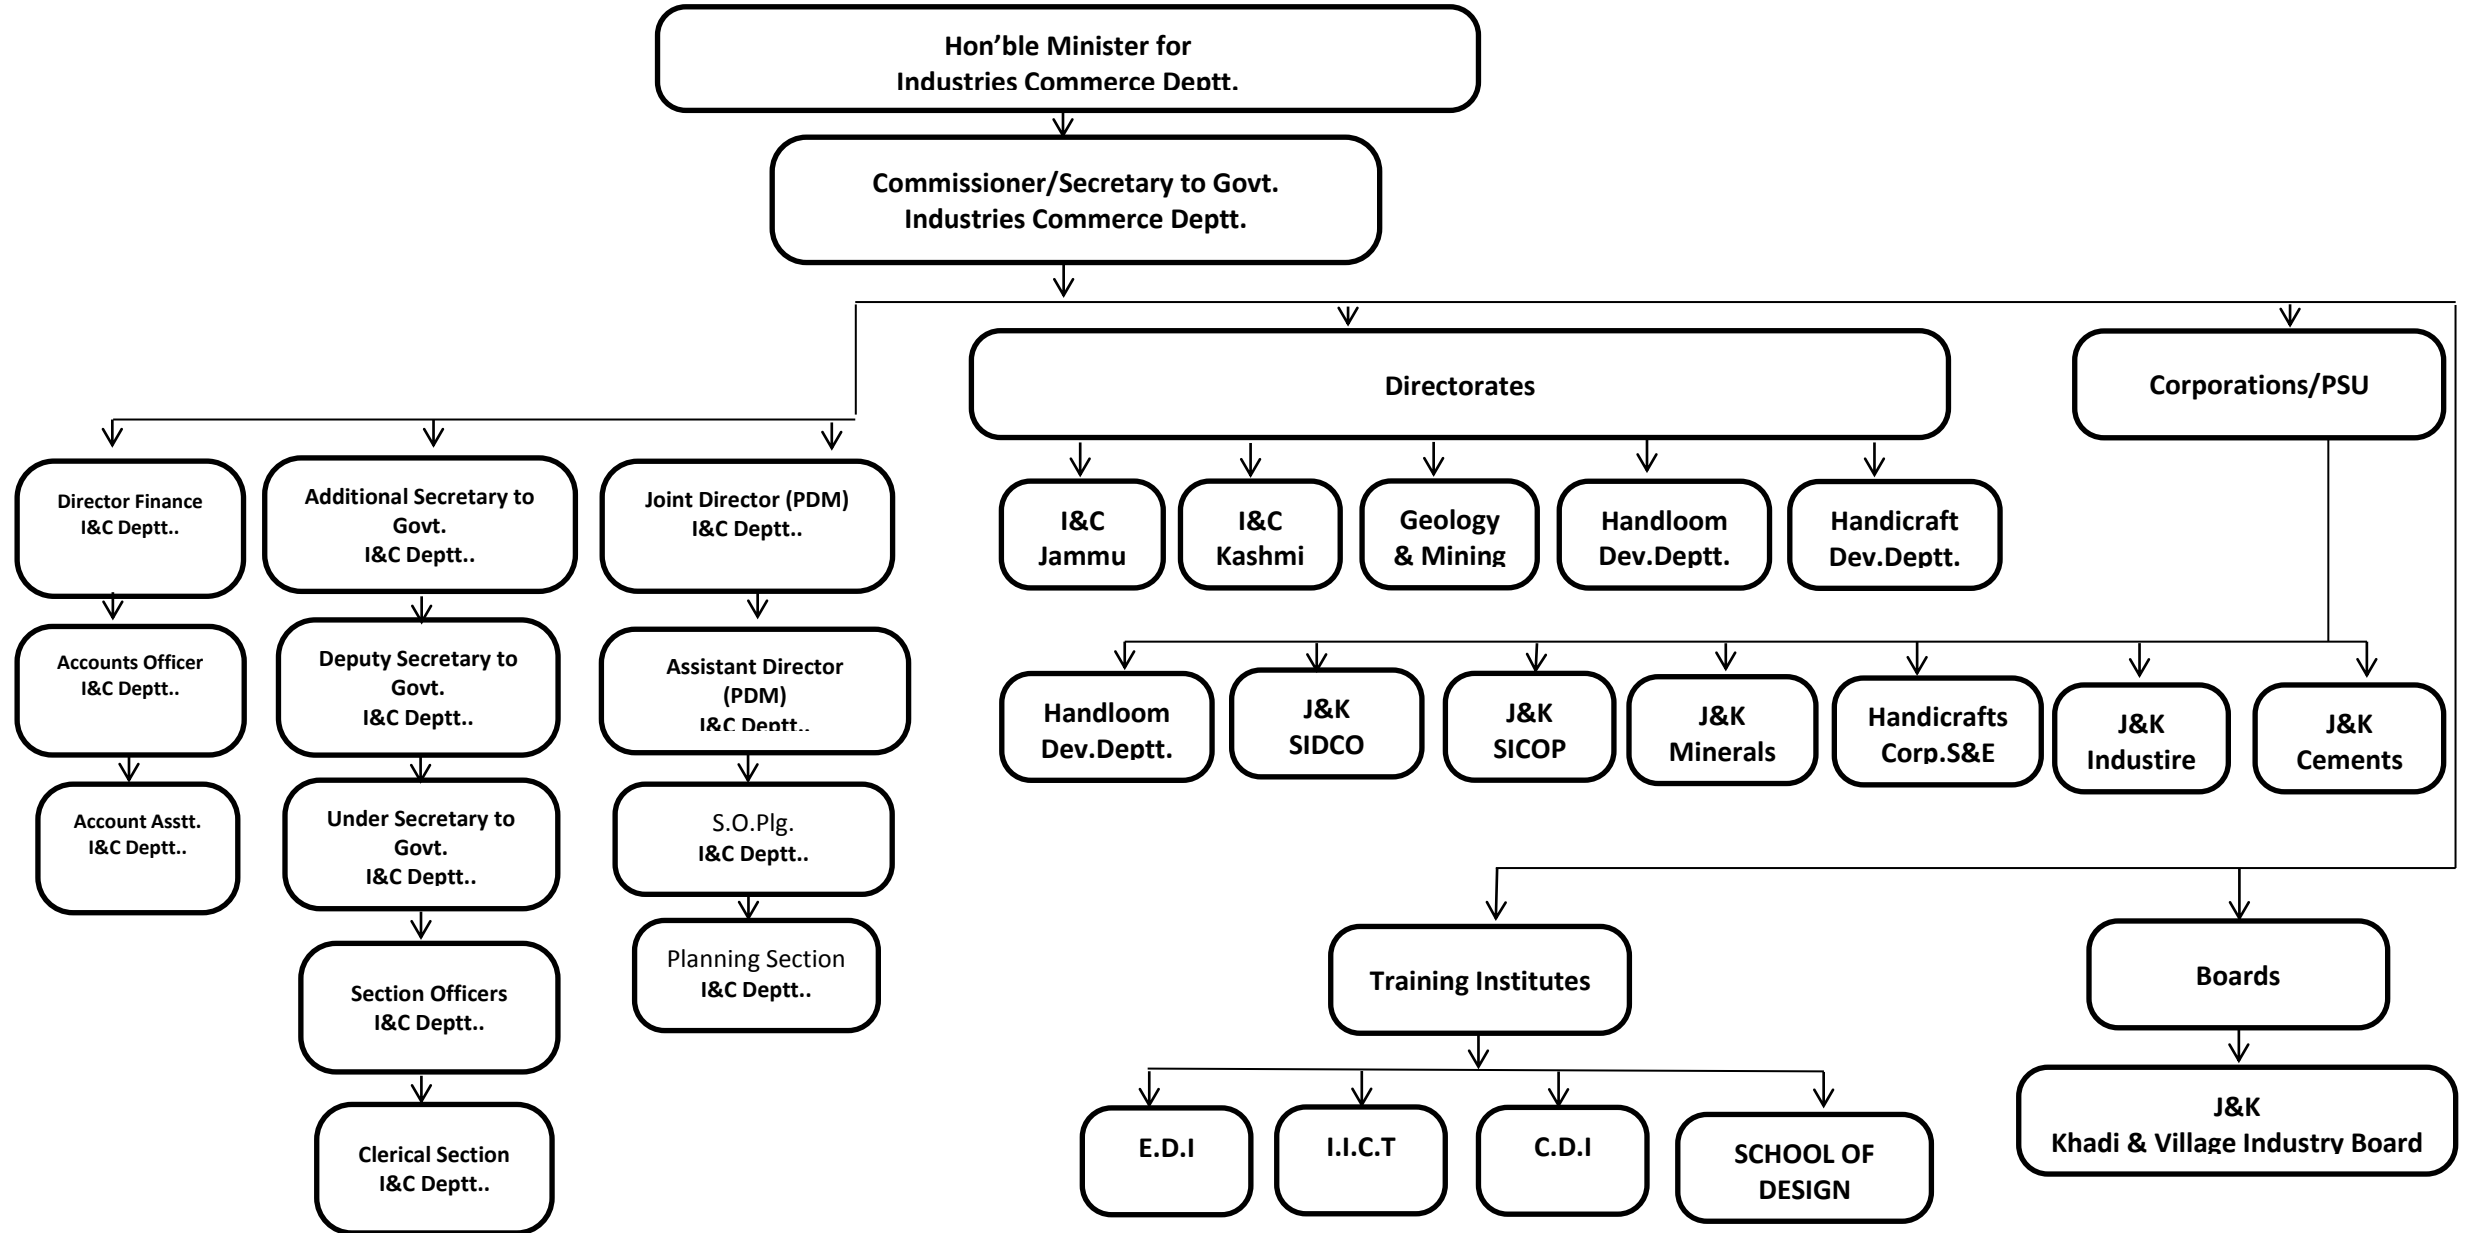 Hon’ble Minister for
Industries Commerce Deptt.
Commissioner/Secretary to Govt.
Industries Commerce Deptt.
Directorates
Corporations/PSU
Director Finance
I&C Deptt..
Additional Secretary to
Govt.
I&C Deptt..
Joint Director (PDM)
I&C Deptt..
I&C
Jammu
I&C
Kashmi
Geology
& Mining
Handloom
Dev.Deptt.
Handicraft
Dev.Deptt.
Accounts Officer
I&C Deptt..
Deputy Secretary to
Govt.
I&C Deptt..
Assistant Director
(PDM)
I&C Deptt..
Handloom
Dev.Deptt.
J&K
SIDCO
J&K
SICOP
J&K
Minerals
Handicrafts
Corp.S&E
J&K
Industire
J&K
Cements
Account Asstt.
I&C Deptt..
Under Secretary to
Govt.
I&C Deptt..
S.O.Plg.
I&C Deptt..
Section Officers
I&C Deptt..
Planning Section
I&C Deptt..
Training Institutes
Boards
Clerical Section
I&C Deptt..
E.D.I
I.I.C.T
C.D.I
SCHOOL OF
DESIGN
J&K
Khadi & Village Industry Board